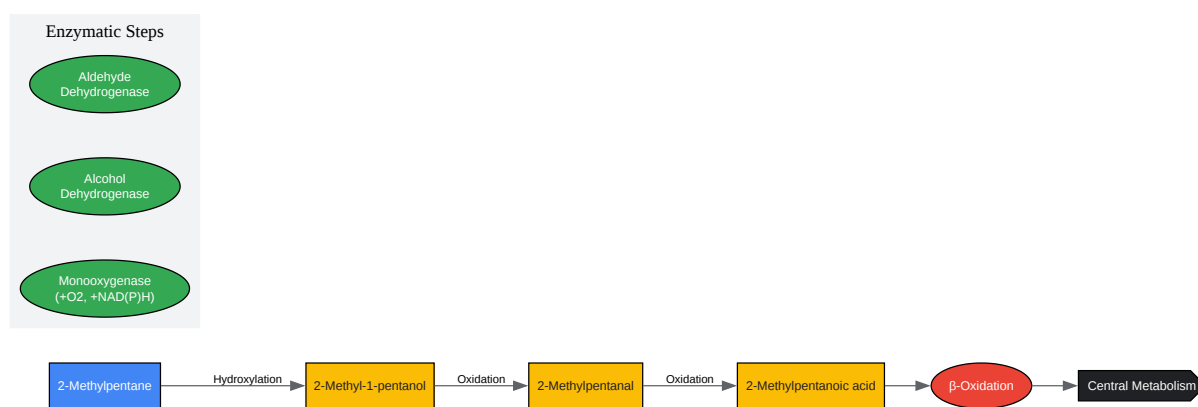 Enzymatic Steps
Aldehyde
Dehydrogenase
Alcohol
Dehydrogenase
Monooxygenase
(+O2, +NAD(P)H)
2-Methylpentane
Hydroxylation
2-Methyl-1-pentanol
Oxidation
2-Methylpentanal
Oxidation
2-Methylpentanoic acid
β-Oxidation
Central Metabolism